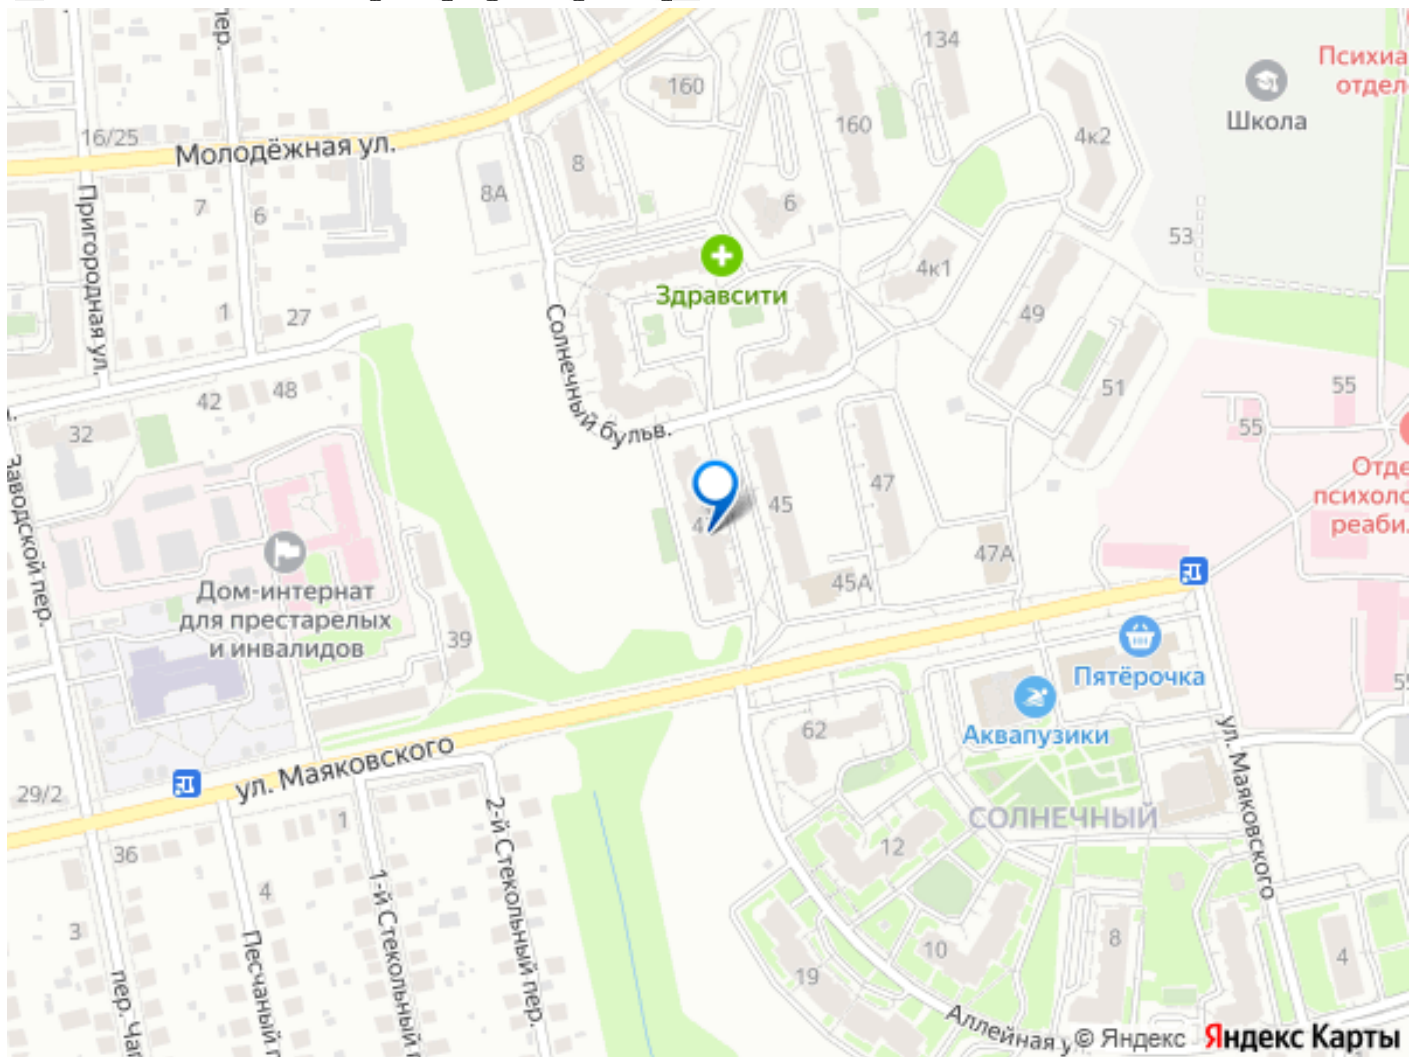 пер.
134
Психиа
отдел
160
160
Школа
16/25
Молодёжная ул.
4к2
8
8А
Пригородная ул.
7
6
6
53
4к1
Здравсити
1
27
49
Солнечный бульв.
42
48
51
55
32
55
Отде
психоло
реаби
Заводской пер.
45
47
47А
45А
Дом-интернат
для престарелых
и инвалидов
39
Пятёрочка
55
Аквапузики
62
ул. Маяковского
ул. Маяковского
29/2
СОЛНЕЧНЫЙ
1
2-й Стекольный пер.
36
12
4
1-й Стекольный п
3
Песчаный п
10
8
4
19
пер. Чап
Аллейная у
© Яндекс
Яндекс Карты